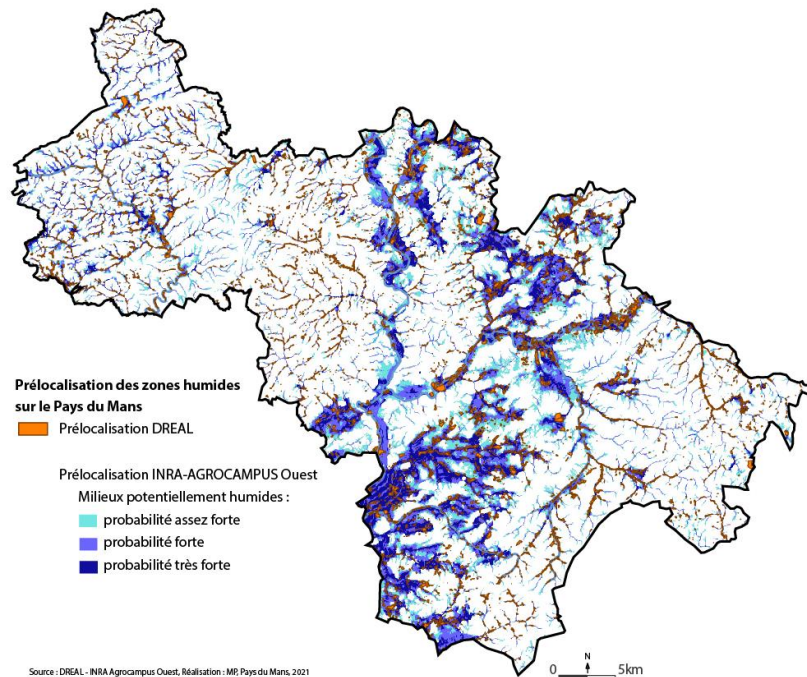 Prélocalisation des zones humides
sur le Pays du Mans
Prélocalisation DREAL
Prélocalisation INRA-AGROCAMPUS Ouest
Milieux potentiellement humides :
probabilité assez forte
probabilité forte
probabilité très forte
Source : DREAL - INRA Agrocampus Ouest, Réalisation : MP, Pays du Mans, 2021
N
0 5km